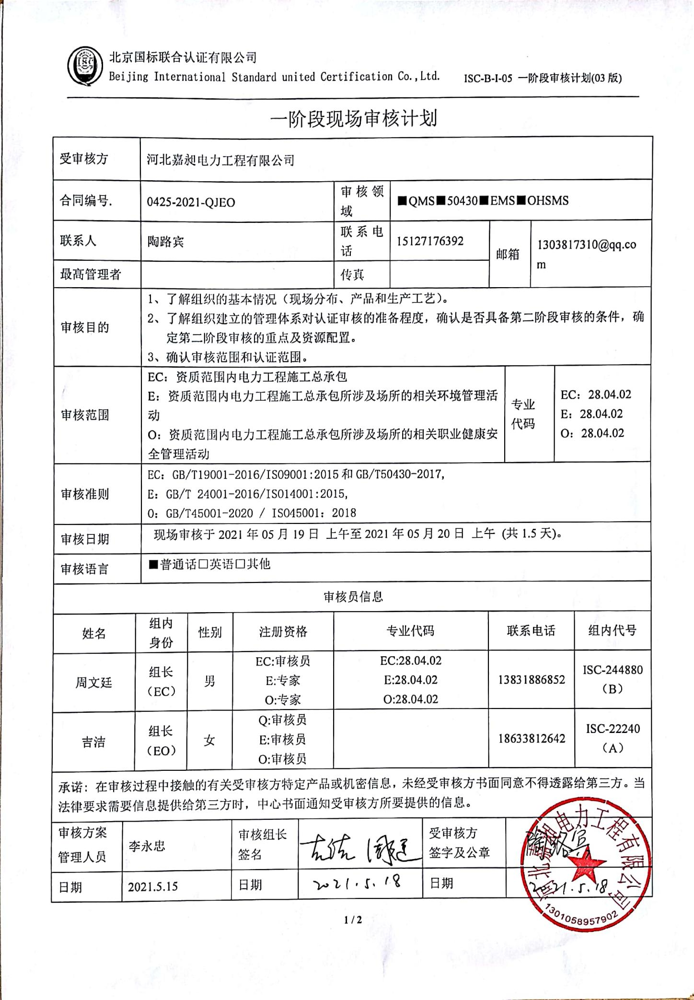 ISC
北京国标联合认证有限公司
Beijing International Standard united Certification Co.,Ltd.
ISC-B-I-05 一阶段审核计划(03 版)
一阶段现场审核计划
受审核方
河北嘉昶电力工程有限公司
合同编号.
0425-2021-QJEO
审核领
域
■QMS■50430■EMS■OHSMS
联系人
陶路宾
联系电
话
15127176392
邮箱
1303817310@qq.co
m
最高管理者
传真
审核目的
1、了解组织的基本情况（现场分布、产品和生产工艺）。
2、了解组织建立的管理体系对认证审核的准备程度，确认是否具备第二阶段审核的条件，确
定第二阶段审核的重点及资源配置。
3、确认审核范围和认证范围。
审核范围
EC：资质范围内电力工程施工总承包
E：资质范围内电力工程施工总承包所涉及场所的相关环境管理活
动
O：资质范围内电力工程施工总承包所涉及场所的相关职业健康安
全管理活动
专业
代码
EC：28.04.02
E：28.04.02
O：28.04.02
审核准则
EC：GB/T19001-2016/ISO9001:2015 和 GB/T50430-2017,
E：GB/T 24001-2016/ISO14001:2015,
O：GB/T45001-2020 / ISO45001：2018
审核日期
现场审核于 2021 年 05 月 19 日 上午至 2021 年 05 月 20 日 上午 (共 1.5 天)。
审核语言
■普通话□英语□其他
审核员信息
姓名
组内
身份
性别
注册资格
专业代码
联系电话
组内代号
周文廷
组长
（EC）
男
EC:审核员
E:专家
O:专家
EC:28.04.02
E:28.04.02
O:28.04.02
13831886852
ISC-244880
（B）
吉洁
组长
（EO）
女
Q:审核员
E:审核员
O:审核员
18633812642
ISC-22240
（A）
承诺：在审核过程中接触的有关受审核方特定产品或机密信息，未经受审核方书面同意不得透露给第三方。当
法律要求需要信息提供给第三方时，中心书面通知受审核方所要提供的信息。
审核方案
管理人员
李永忠
审核组长
签名
吉洁 周文廷
受审核方
签字及公章
陶路宾
河北嘉昶电力工程有限公司
1301058957902
日期
2021.5.15
日期
2021.5.18
日期
2021.5.18
1 / 2